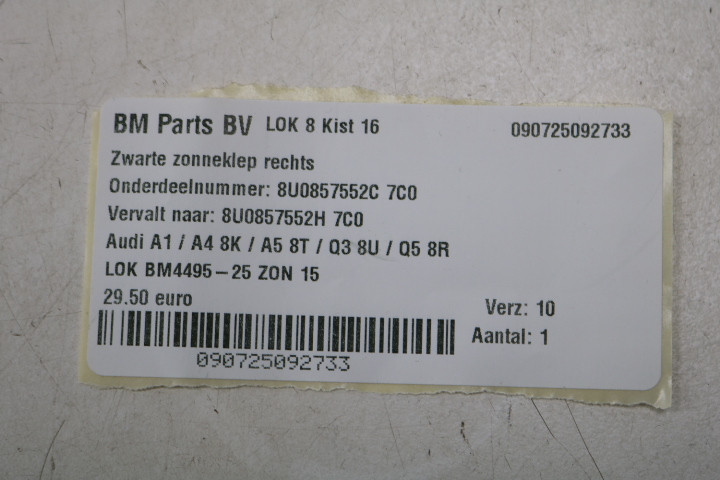 BM Parts BV LOK 8 Kist 16 090725092733
Zwarte zonneklep rechts
Onderdeelnummer: 8U0857552C 7C0
Vervalt naar: 8U0857552H 7C0
Audi A1 / A4 8K / A5 8T / Q3 8U / Q5 8R
LOK BM4495-25 ZON 15
29.50 euro Verz: 10
Aantal: 1
090725092733